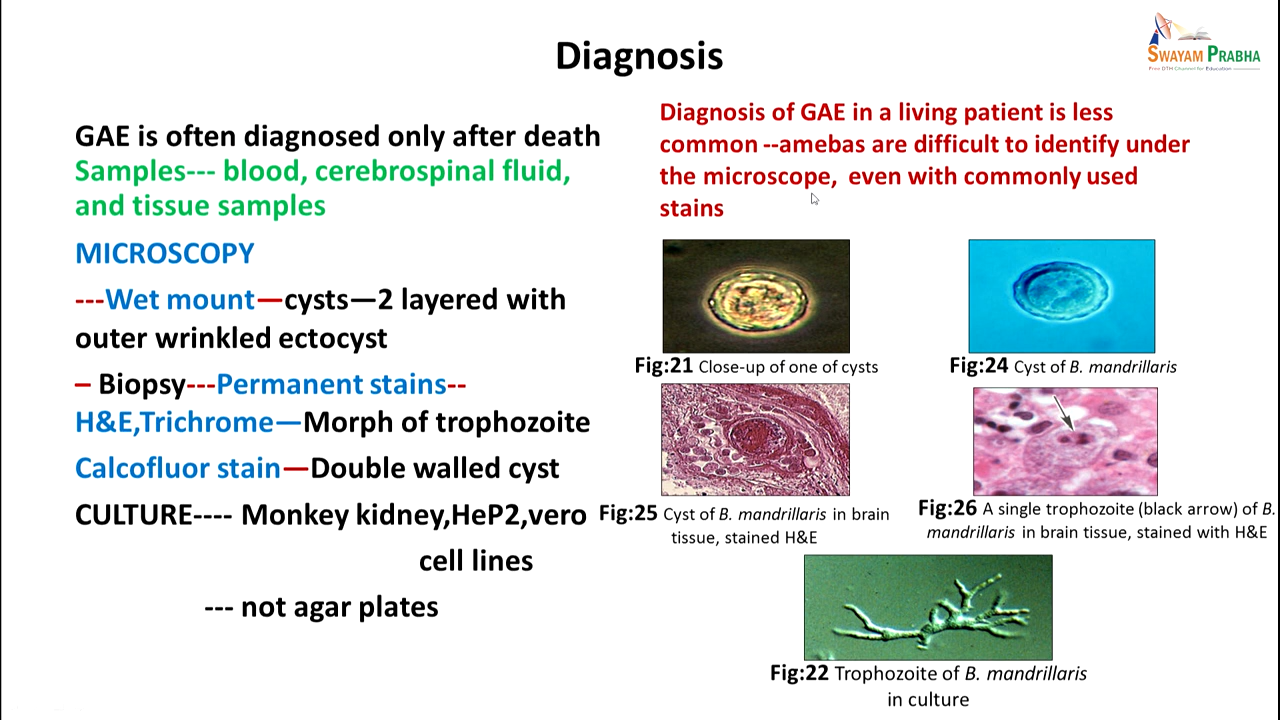 Diagnosis
SWAYAM PRABHA
Free DTH Channel for Education
GAE is often diagnosed only after death
Samples--- blood, cerebrospinal fluid,
and tissue samples
MICROSCOPY
---Wet mount—cysts—2 layered with
outer wrinkled ectocyst
– Biopsy---Permanent stains--
H&E,Trichrome—Morph of trophozoite
Calcofluor stain—Double walled cyst
CULTURE---- Monkey kidney,HeP2,vero
cell lines
--- not agar plates
Diagnosis of GAE in a living patient is less
common --amebas are difficult to identify under
the microscope, even with commonly used
stains
Fig:21 Close-up of one of cysts
Fig:24 Cyst of B. mandrillaris
Fig:25 Cyst of B. mandrillaris in brain
tissue, stained H&E
Fig:26 A single trophozoite (black arrow) of B.
mandrillaris in brain tissue, stained with H&E
Fig:22 Trophozoite of B. mandrillaris
in culture